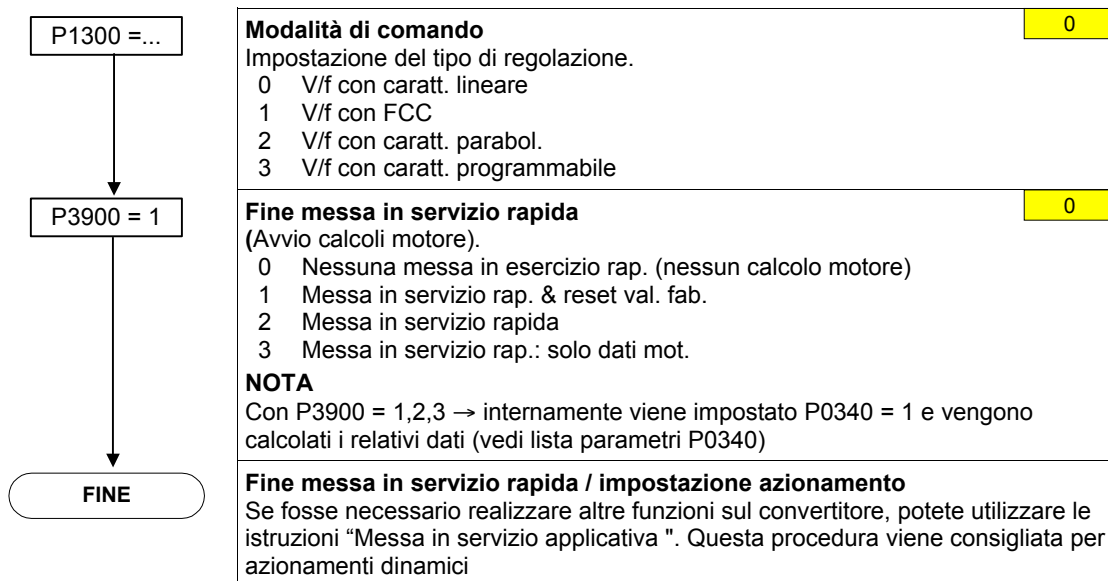 P1300 =...
Modalità di comando
0
Impostazione del tipo di regolazione.
0 V/f con caratt. lineare
1 V/f con FCC
2 V/f con caratt. parabol.
3 V/f con caratt. programmabile
P3900 = 1
Fine messa in servizio rapida
0
(Avvio calcoli motore).
0 Nessuna messa in esercizio rap. (nessun calcolo motore)
1 Messa in servizio rap. & reset val. fab.
2 Messa in servizio rapida
3 Messa in servizio rap.: solo dati mot.
NOTA
Con P3900 = 1,2,3 → internamente viene impostato P0340 = 1 e vengono
calcolati i relativi dati (vedi lista parametri P0340)
FINE
Fine messa in servizio rapida / impostazione azionamento
Se fosse necessario realizzare altre funzioni sul convertitore, potete utilizzare le
istruzioni “Messa in servizio applicativa ". Questa procedura viene consigliata per
azionamenti dinamici